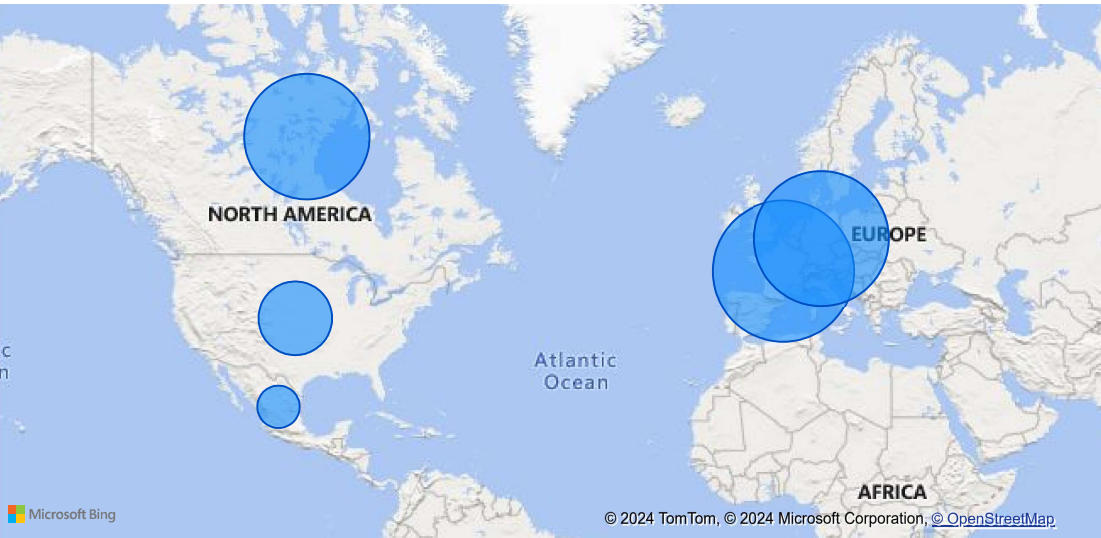 NORTH AMERICA
EUROPE
c
n
Atlantic
Ocean
AFRICA
Microsoft Bing
© 2024 TomTom, © 2024 Microsoft Corporation, © OpenStreetMap